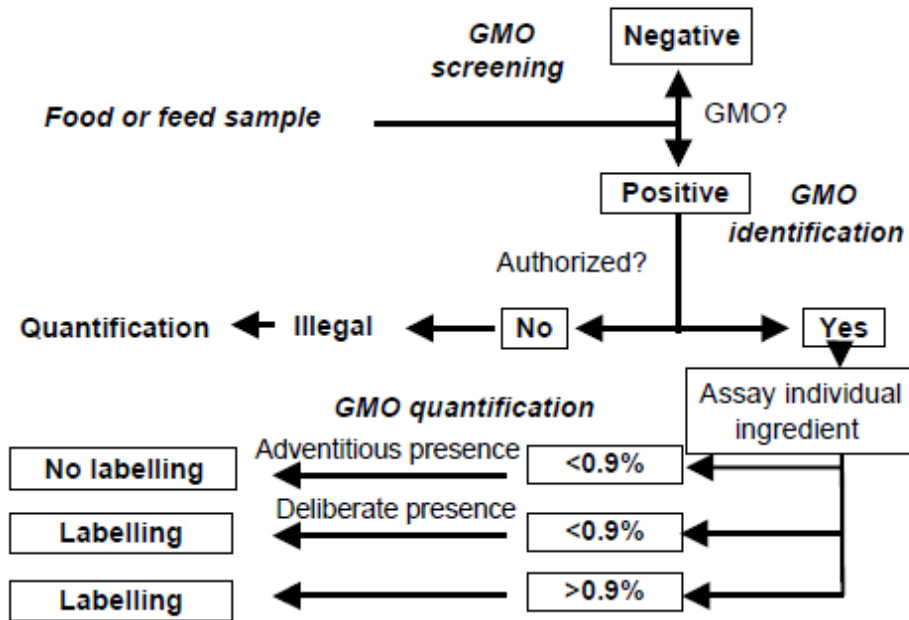 GMO
screening
Negative
Food or feed sample
GMO?
Positive
GMO
identification
Authorized?
Quantification
Illegal
No
Yes
Assay individual
ingredient
GMO quantification
Adventitious presence
No labelling
<0.9%
Deliberate presence
Labelling
<0.9%
Labelling
>0.9%